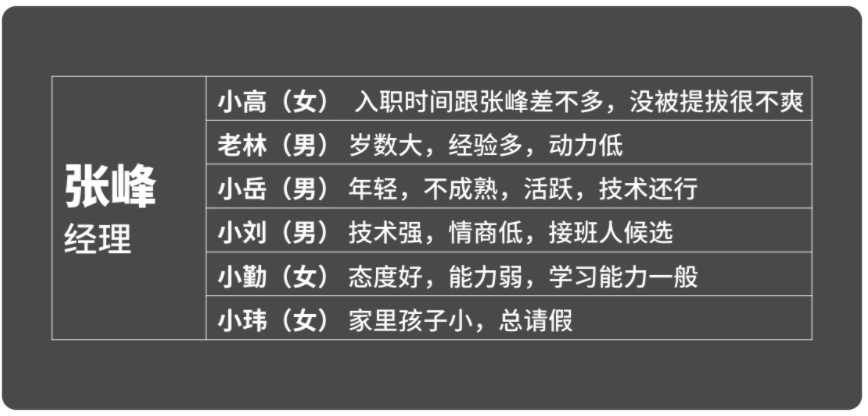 张峰
经理
小高（女） 入职时间跟张峰差不多，没被提拔很不爽
老林（男） 岁数大，经验多，动力低
小岳（男） 年轻，不成熟，活跃，技术还行
小刘（男） 技术强，情商低，接班人候选
小勤（女） 态度好，能力弱，学习能力一般
小玮（女） 家里孩子小，总请假